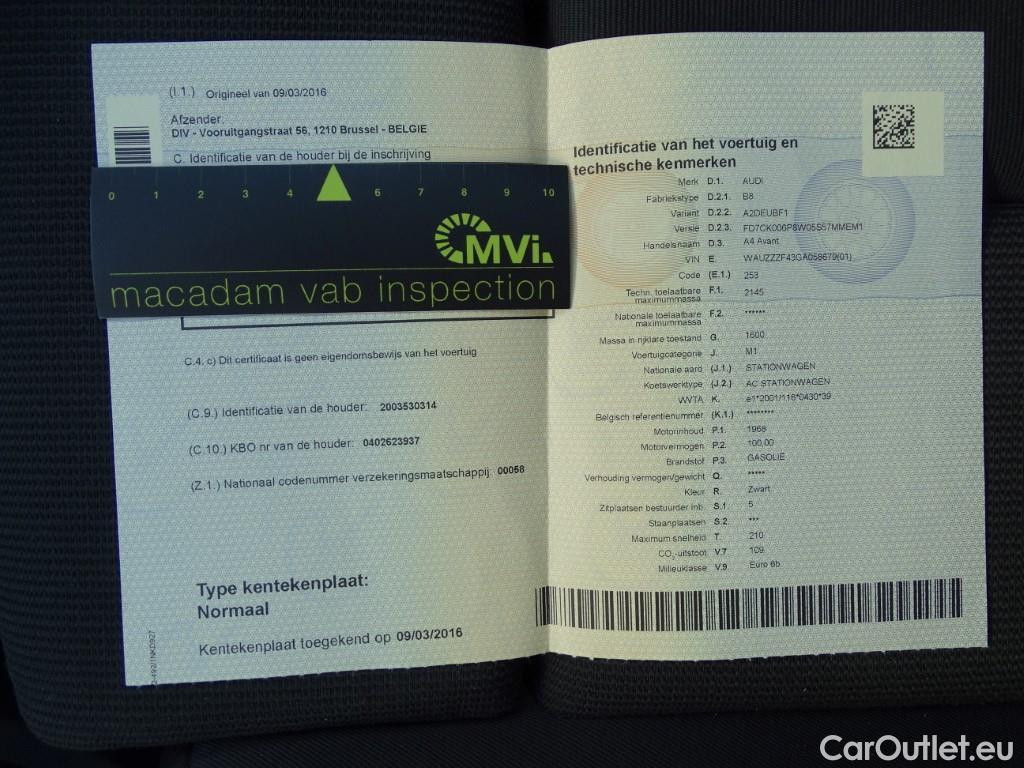 (I.1.) Origineel van 09/03/2016
Afzender:
DIV - Vooruitgangstraat 56, 1210 Brussel - BELGIE
C. Identificatie van de houder bij de inschrijving
0 1 2 3 4 6 7 8 9 10
MVi.
macadam vab inspection
C.4. c) Dit certificaat is geen eigendomsbewijs van het voertuig
(C.9.) Identificatie van de houder: 2003530314
(C.10.) KBO nr van de houder: 0402623937
(Z.1.) Nationaal codenummer verzekeringsmaatschappij: 00058
Type kentekenplaat:
Normaal
Kentekenplaat toegekend op 09/03/2016
Identificatie van het voertuig en
technische kenmerken
Merk D.1. AUDI
Fabriekstype D.2.1. B8
Variant D.2.2. A2DEUBF1
Versie D.2.3. FD7CK006P8W05S57MMEM1
Handelsnaam D.3. A4 Avant
VIN E. WAUZZZF43GA058679(01)
Code (E.1.) 253
Techn. toelaatbare
maximummassa F.1. 2145
Nationale toelaatbare
maximummassa F.2. ******
Massa in rijklare toestand G. 1600
Voertuigcategorie J. M1
Nationale aard (J.1.) STATIONWAGEN
Koetswerktype (J.2.) AC STATIONWAGEN
WVTA K. e1*2001/116*0430*39
Belgisch referentienummer (K.1.) ********
Motorinhoud P.1. 1968
Motorvermogen P.2. 100,00
Brandstof P.3. GASOLIE
Verhouding vermogen/gewicht Q. *****
Kleur R. Zwart
Zitplaatsen bestuurder inb. S.1. 5
Staanplaatsen S.2. ***
Maximum snelheid T. 210
CO₂-uitstoot V.7 109
Milieuklasse V.9. Euro 6b
CarOutlet.eu